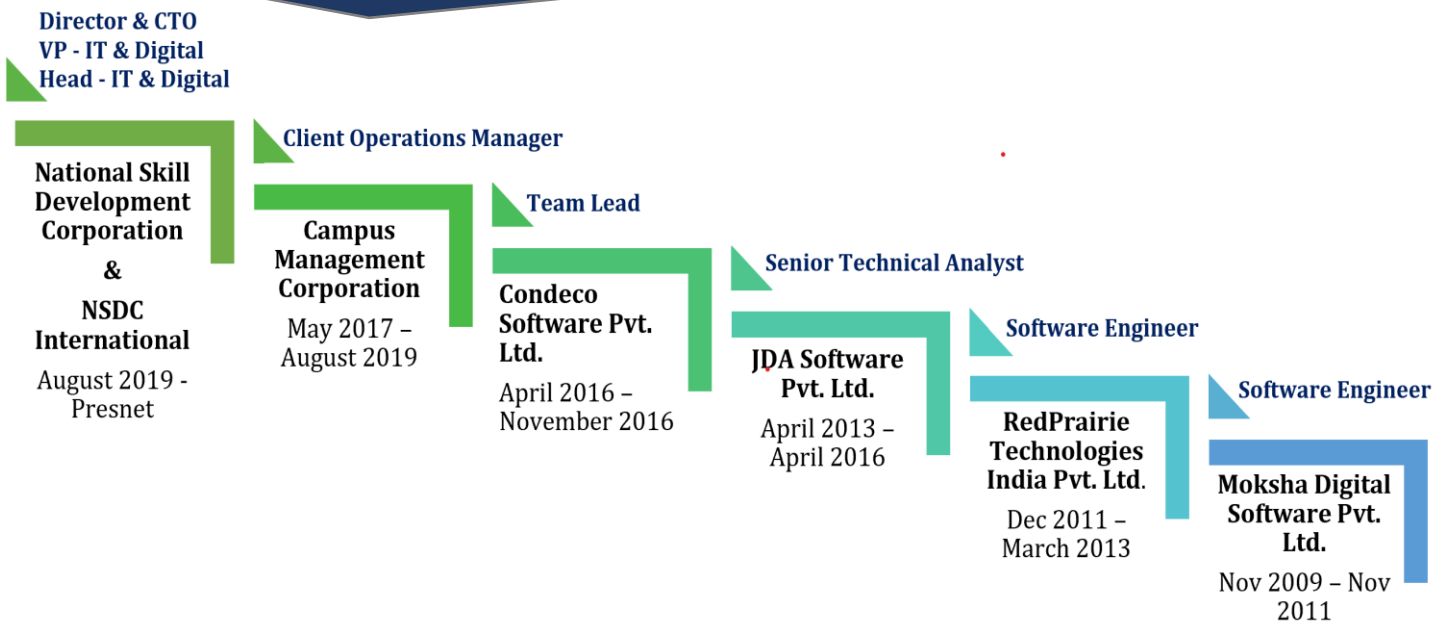 Director & CTO
VP - IT & Digital
Head - IT & Digital
National Skill
Development
Corporation
&
NSDC
International
August 2019 -
Presnet
Client Operations Manager
Campus
Management
Corporation
May 2017 –
August 2019
Team Lead
Condeco
Software Pvt.
Ltd.
April 2016 –
November 2016
Senior Technical Analyst
JDA Software
Pvt. Ltd.
April 2013 –
April 2016
Software Engineer
RedPrairie
Technologies
India Pvt. Ltd.
Dec 2011 –
March 2013
Software Engineer
Moksha Digital
Software Pvt.
Ltd.
Nov 2009 – Nov
2011